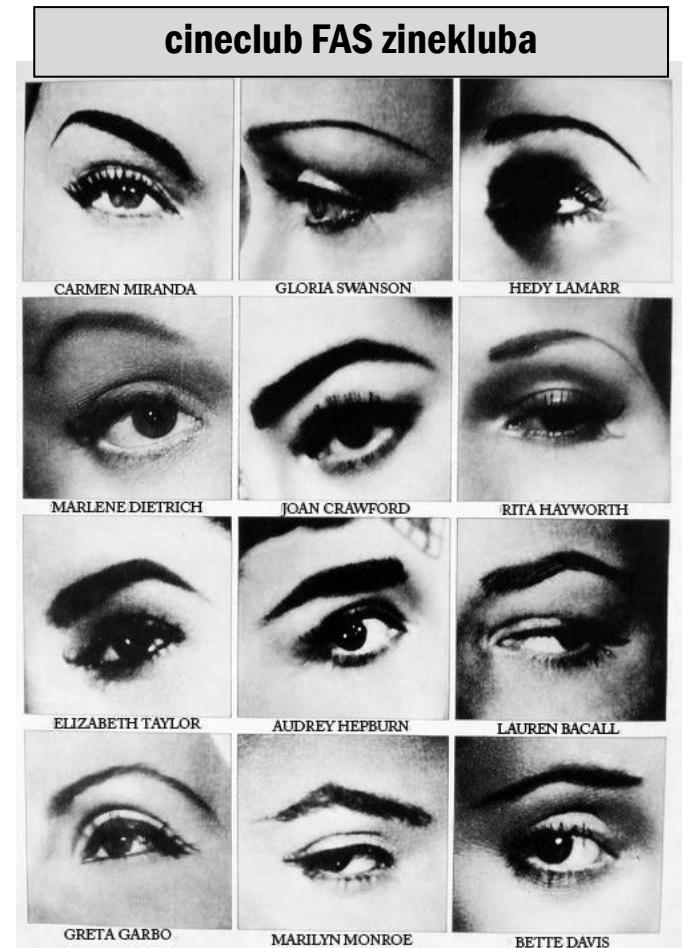 cineclub FAS zinekluba
CARMEN MIRANDA GLORIA SWANSON HEDY LAMARR
MARLENE DIETRICH JOAN CRAWFORD RITA HAYWORTH
ELIZABETH TAYLOR AUDREY HEPBURN LAUREN BACALL
GRETA GARBO MARILYN MONROE BETTE DAVIS